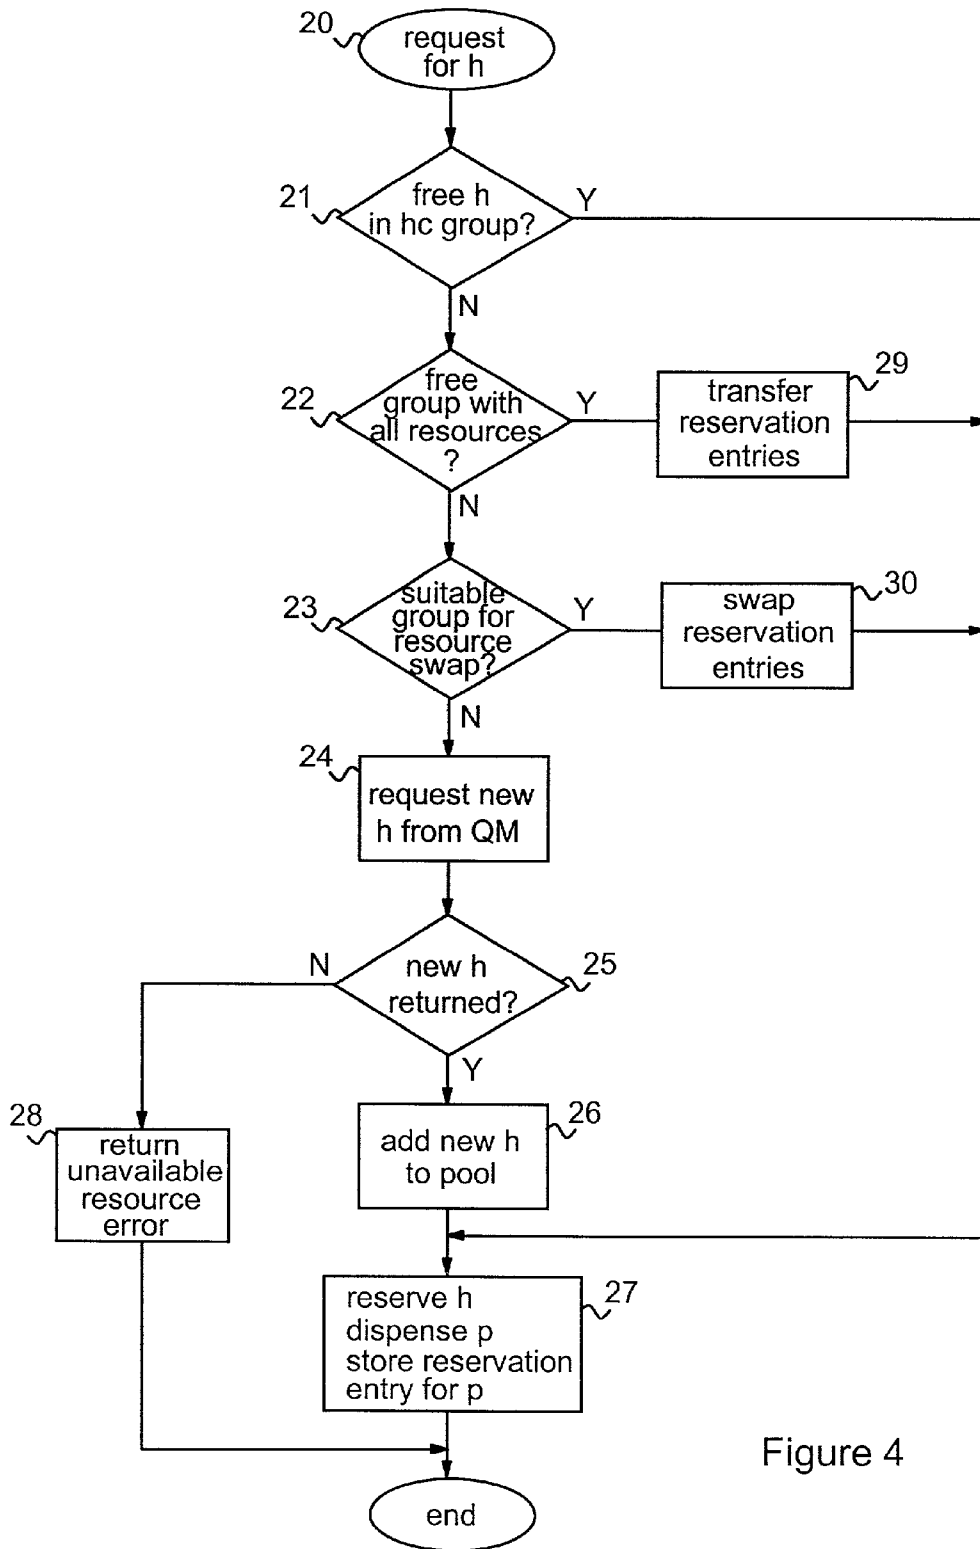 20
request
for h
21
free h
in hc group?
Y
N
22
free
group with
all resources
?
Y
29
transfer
reservation
entries
N
23
suitable
group for
resource
swap?
Y
30
swap
reservation
entries
N
24
request new
h from QM
N
new h
returned?
25
Y
28
return
unavailable
resource
error
26
add new h
to pool
27
reserve h
dispense p
store reservation
entry for p
Figure 4
end